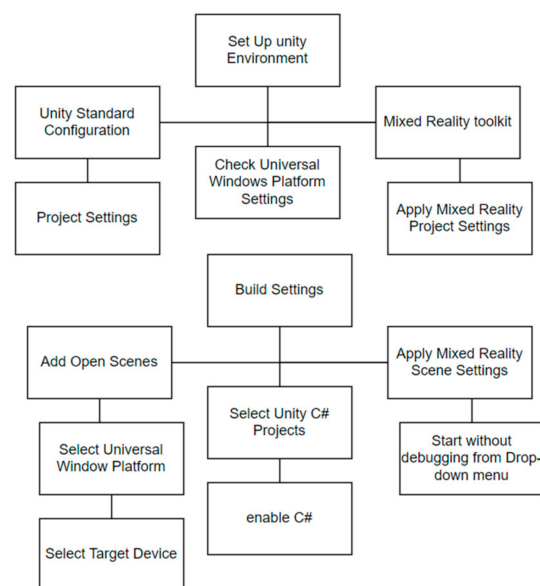 Set Up unity
Environment
Unity Standard
Configuration
Mixed Reality toolkit
Check Universal
Windows Platform
Settings
Project Settings
Apply Mixed Reality
Project Settings
Build Settings
Add Open Scenes
Apply Mixed Reality
Scene Settings
Select Unity C#
Projects
Select Universal
Window Platform
Start without
debugging from Drop-
down menu
enable C#
Select Target Device